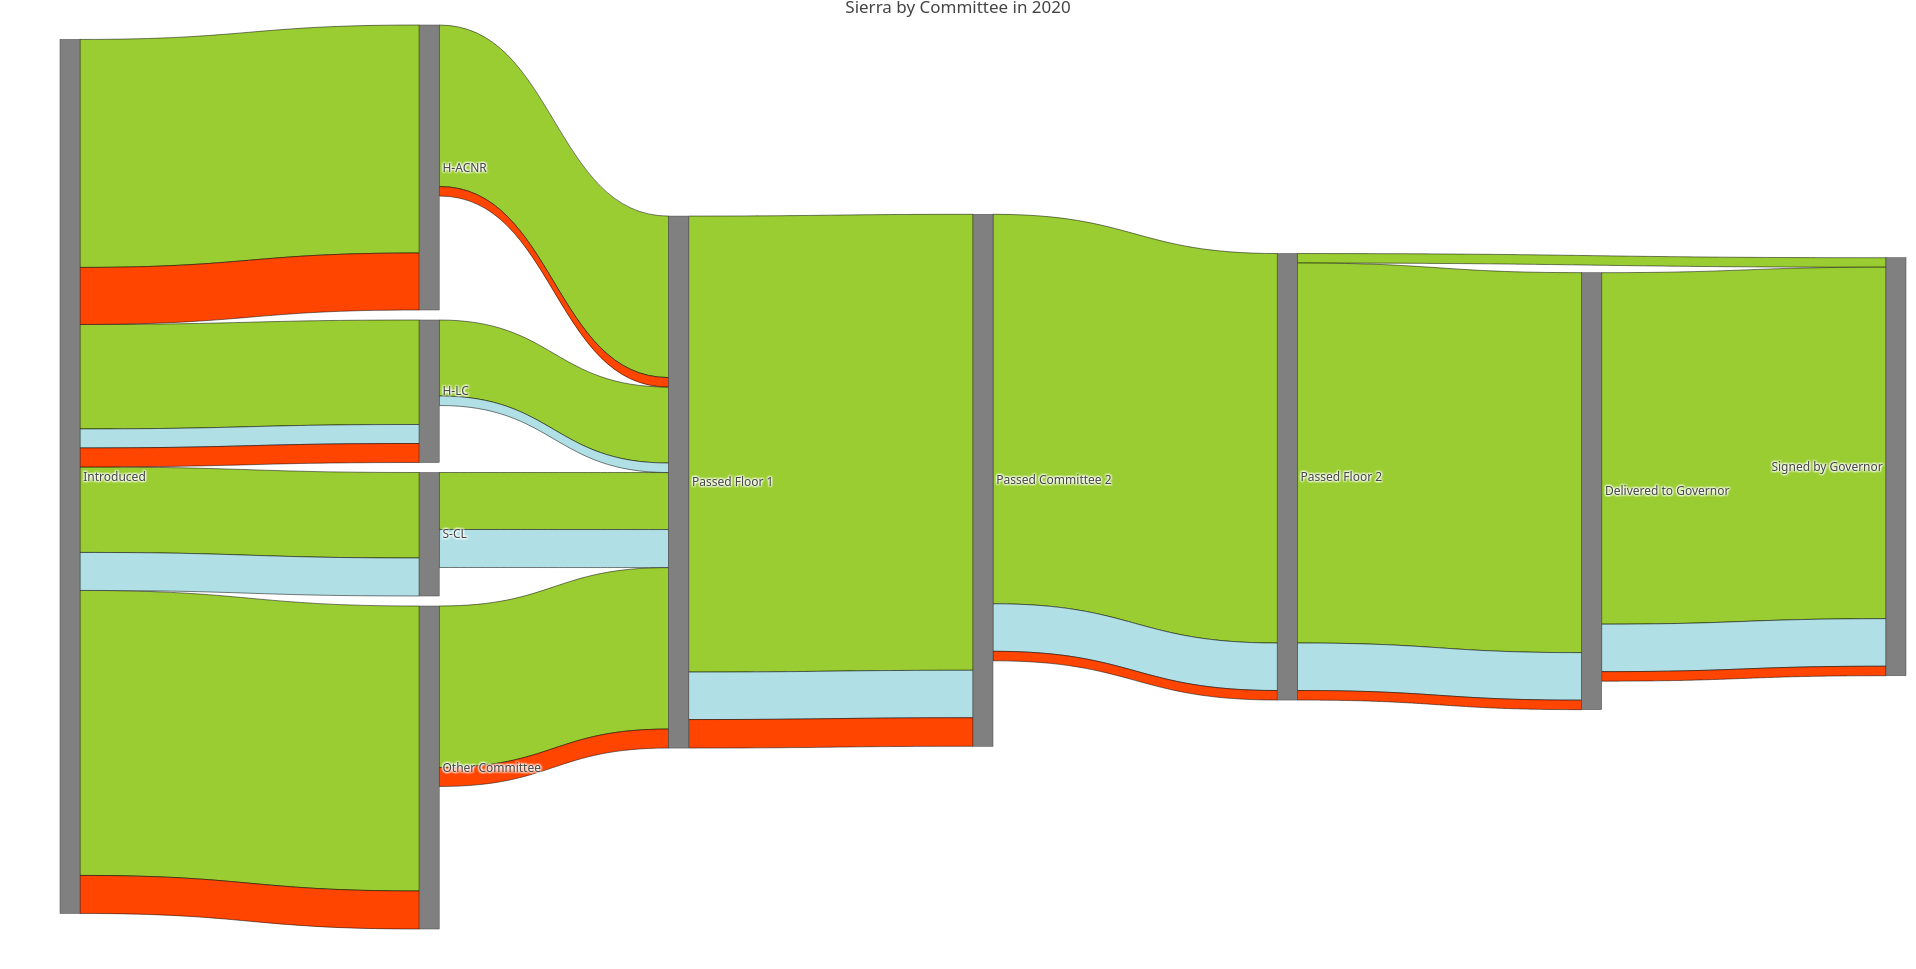 Sierra by Committee in 2020
H-ACNR
H-LC
Introduced
S-CL
Other Committee
Passed Floor 1
Passed Committee 2
Passed Floor 2
Delivered to Governor
Signed by Governor